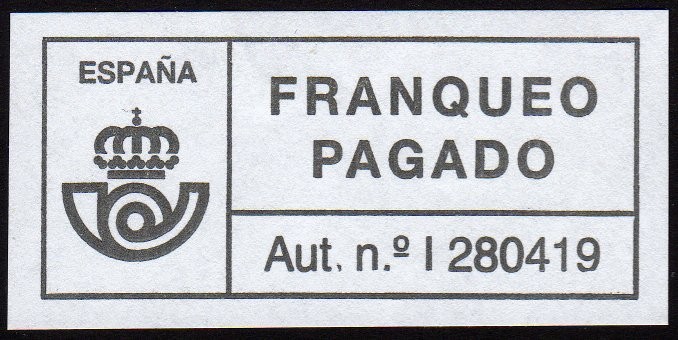 ESPAÑA
FRANQUEO
PAGADO
Aut. n.º I 280419